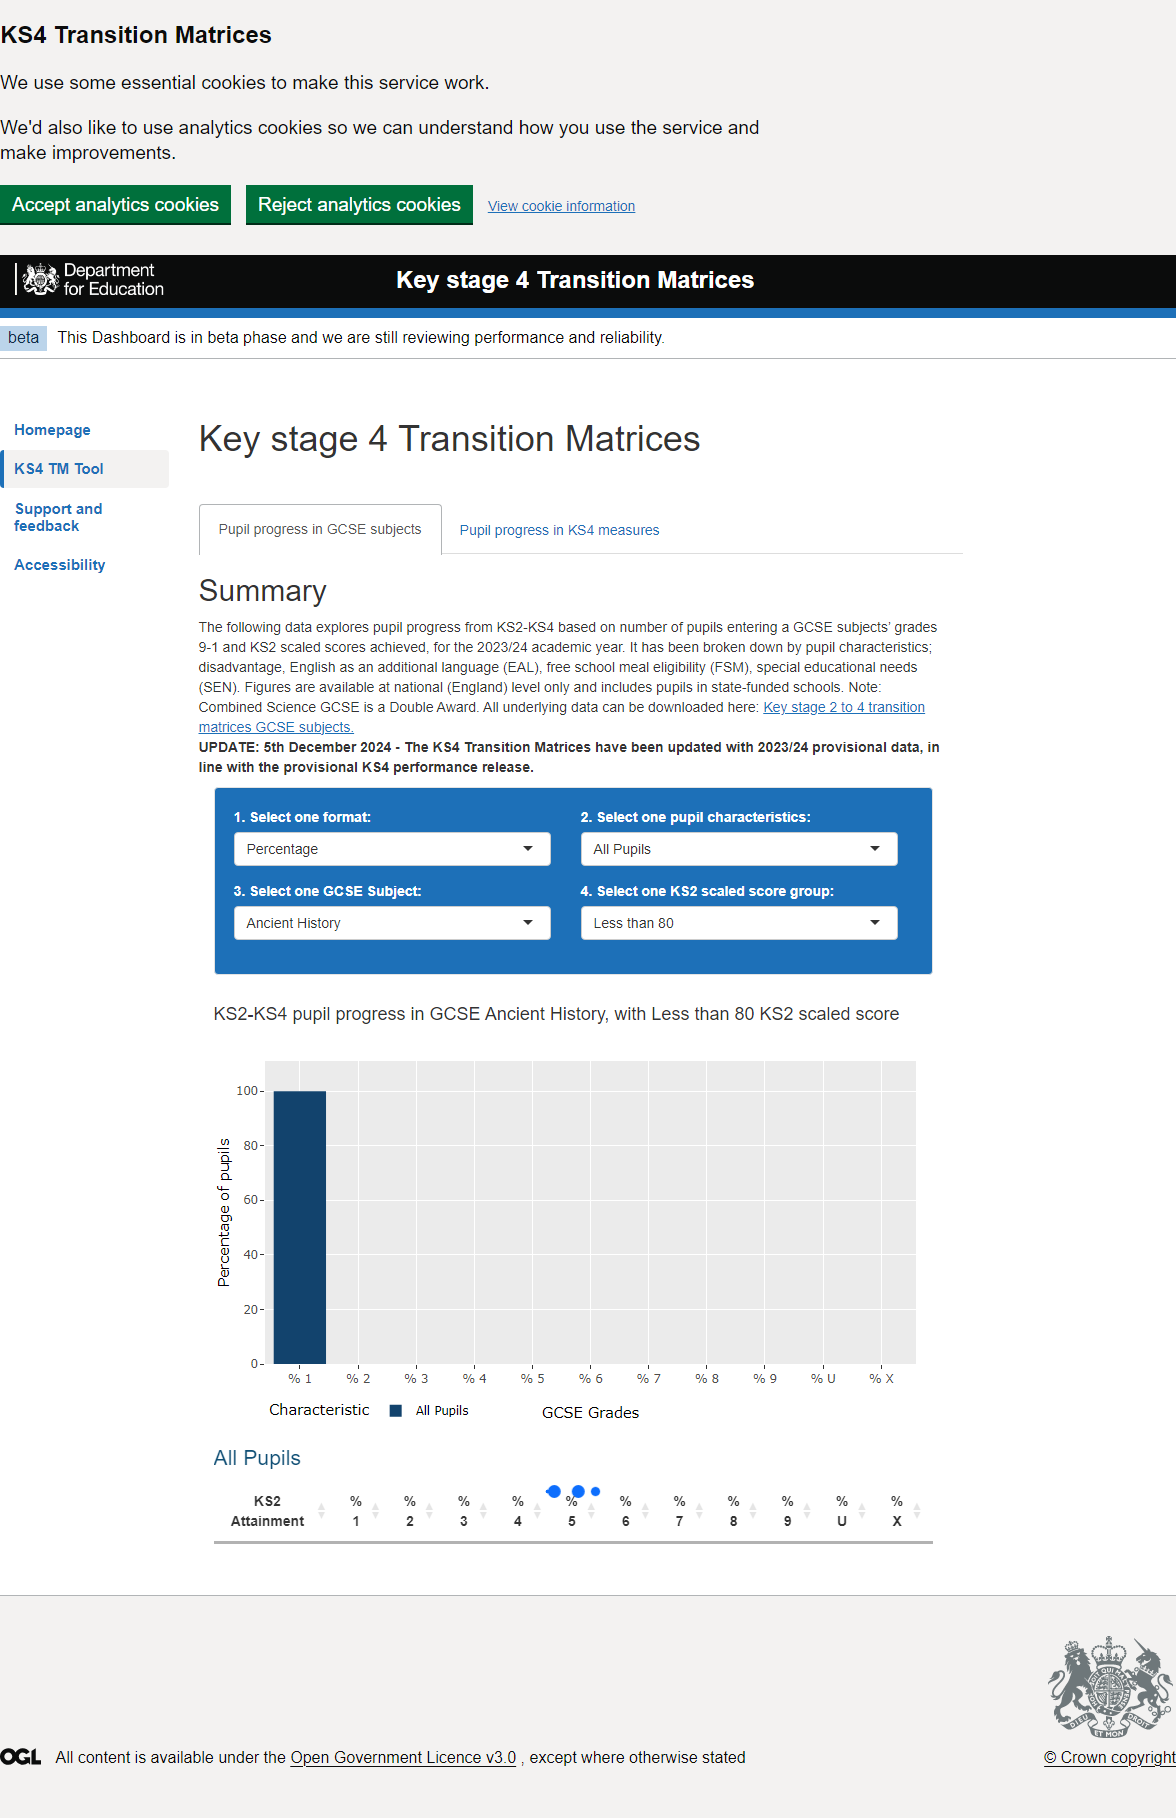 KS4 Transition Matrices
We use some essential cookies to make this service work.
We'd also like to use analytics cookies so we can understand how you use the service and
make improvements.
Accept analytics cookies
Reject analytics cookies
View cookie information
Department
for Education
Key stage 4 Transition Matrices
beta
This Dashboard is in beta phase and we are still reviewing performance and reliability.
Homepage
KS4 TM Tool
Support and
feedback
Accessibility
Key stage 4 Transition Matrices
Pupil progress in GCSE subjects
Pupil progress in KS4 measures
Summary
The following data explores pupil progress from KS2-KS4 based on number of pupils entering a GCSE subjects’ grades
9-1 and KS2 scaled scores achieved, for the 2023/24 academic year. It has been broken down by pupil characteristics;
disadvantage, English as an additional language (EAL), free school meal eligibility (FSM), special educational needs
(SEN). Figures are available at national (England) level only and includes pupils in state-funded schools. Note:
Combined Science GCSE is a Double Award. All underlying data can be downloaded here: Key stage 2 to 4 transition
matrices GCSE subjects.
UPDATE: 5th December 2024 - The KS4 Transition Matrices have been updated with 2023/24 provisional data, in
line with the provisional KS4 performance release.
1. Select one format:
Percentage
2. Select one pupil characteristics:
All Pupils
3. Select one GCSE Subject:
Ancient History
4. Select one KS2 scaled score group:
Less than 80
KS2-KS4 pupil progress in GCSE Ancient History, with Less than 80 KS2 scaled score
Percentage of pupils
100
80
60
40
20
0
% 1 % 2 % 3 % 4 % 5 % 6 % 7 % 8 % 9 % U % X
Characteristic All Pupils
GCSE Grades
All Pupils
KS2 % % % % % % % % % % %
Attainment 1 2 3 4 5 6 7 8 9 U X
OGL All content is available under the Open Government Licence v3.0 , except where otherwise stated
© Crown copyright